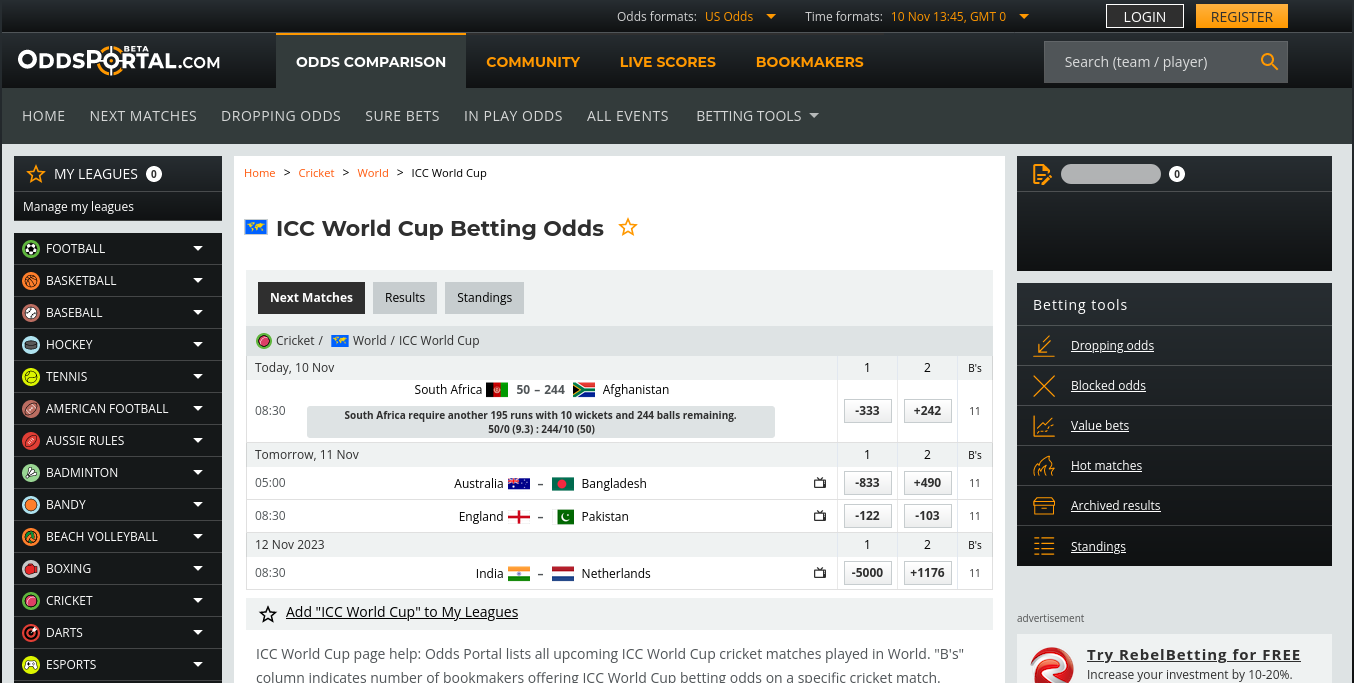 Odds formats: US Odds Time formats: 10 Nov 13:45, GMT 0 LOGIN REGISTER
ODDSPORTAL.COM BETA ODDS COMPARISON COMMUNITY LIVE SCORES BOOKMAKERS Search (team / player)
HOME NEXT MATCHES DROPPING ODDS SURE BETS IN PLAY ODDS ALL EVENTS BETTING TOOLS
MY LEAGUES 0
Manage my leagues
FOOTBALL
BASKETBALL
BASEBALL
HOCKEY
TENNIS
AMERICAN FOOTBALL
AUSSIE RULES
BADMINTON
BANDY
BEACH VOLLEYBALL
BOXING
CRICKET
DARTS
ESPORTS
Home > Cricket > World > ICC World Cup
ICC World Cup Betting Odds
Next Matches Results Standings
Cricket / World / ICC World Cup
Today, 10 Nov 1 2 B's
South Africa 50 – 244 Afghanistan
08:30 -333 +242 11
South Africa require another 195 runs with 10 wickets and 244 balls remaining.
50/0 (9.3) : 244/10 (50)
Tomorrow, 11 Nov 1 2 B's
05:00 Australia – Bangladesh -833 +490 11
08:30 England – Pakistan -122 -103 11
12 Nov 2023 1 2 B's
08:30 India – Netherlands -5000 +1176 11
Add "ICC World Cup" to My Leagues
ICC World Cup page help: Odds Portal lists all upcoming ICC World Cup cricket matches played in World. "B's"
column indicates number of bookmakers offering ICC World Cup betting odds on a specific cricket match.
0
Betting tools
Dropping odds
Blocked odds
Value bets
Hot matches
Archived results
Standings
advertisement
Try RebelBetting for FREE
Increase your investment by 10-20%.